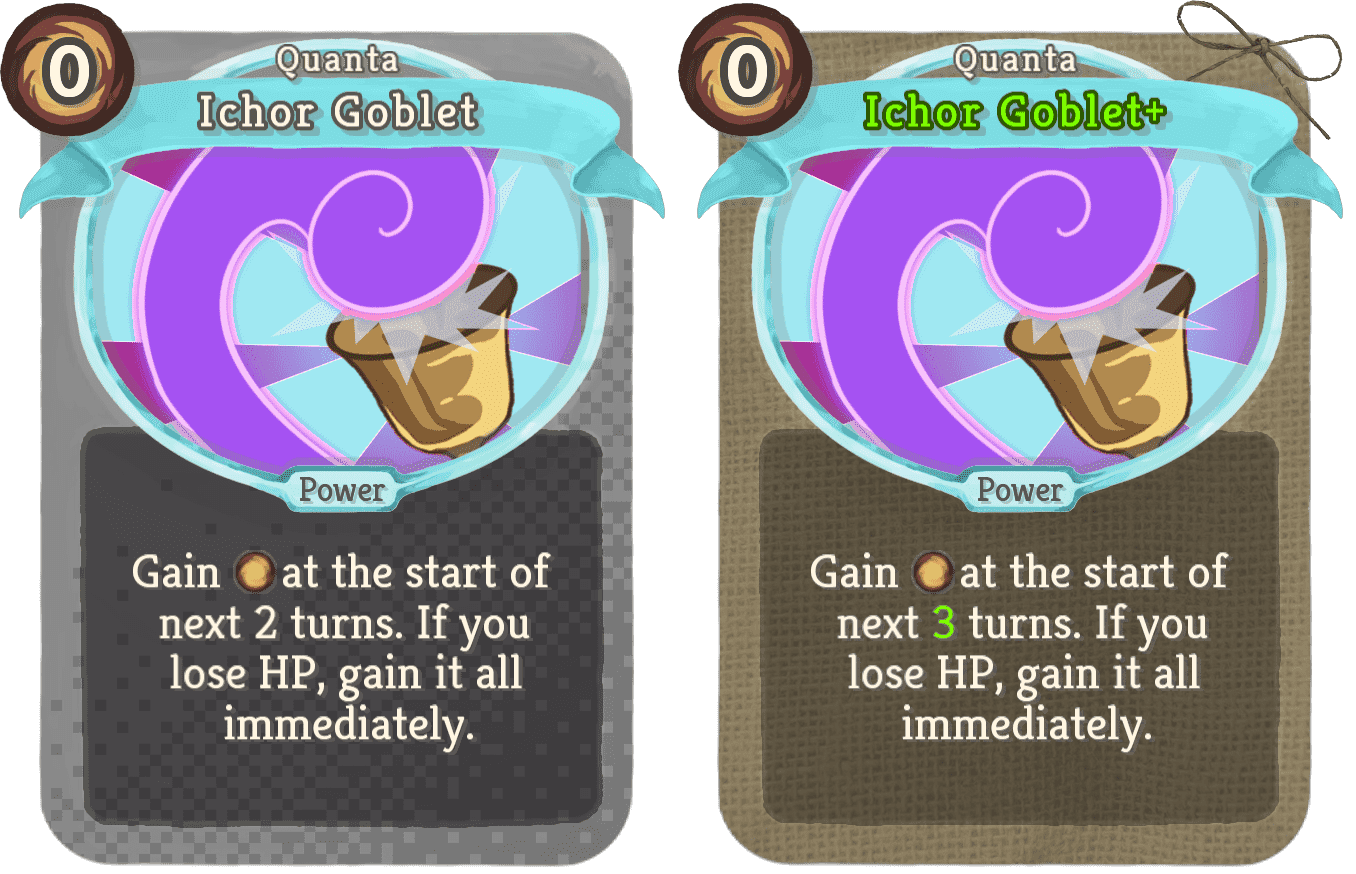 0
Quanta
Ichor Goblet
Power
Gain at the start of
next 2 turns. If you
lose HP, gain it all
immediately.
0
Quanta
Ichor Goblet+
Power
Gain at the start of
next 3 turns. If you
lose HP, gain it all
immediately.